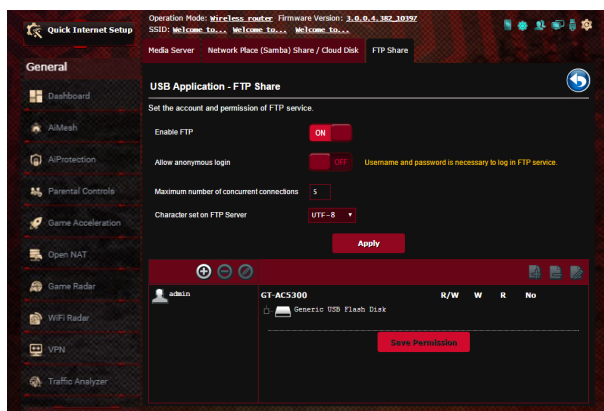 Quick Internet Setup
Operation Mode: Wireless router Firmware Version: 3.0.0.4.382_10397
SSID: Welcome to... Welcome to... Welcome to...
Media Server Network Place (Samba) Share / Cloud Disk FTP Share
General
Dashboard
AiMesh
AiProtection
Parental Controls
Game Acceleration
Open NAT
Game Radar
WiFi Radar
VPN
Traffic Analyzer
USB Application - FTP Share
Set the account and permission of FTP service.
Enable FTP ON
Allow anonymous login OFF Username and password is necessary to log in FTP service.
Maximum number of concurrent connections 5
Character set on FTP Server UTF-8
Apply
admin
GT-AC5300 R/W W R No
Generic USB Flash Disk
Save Permission